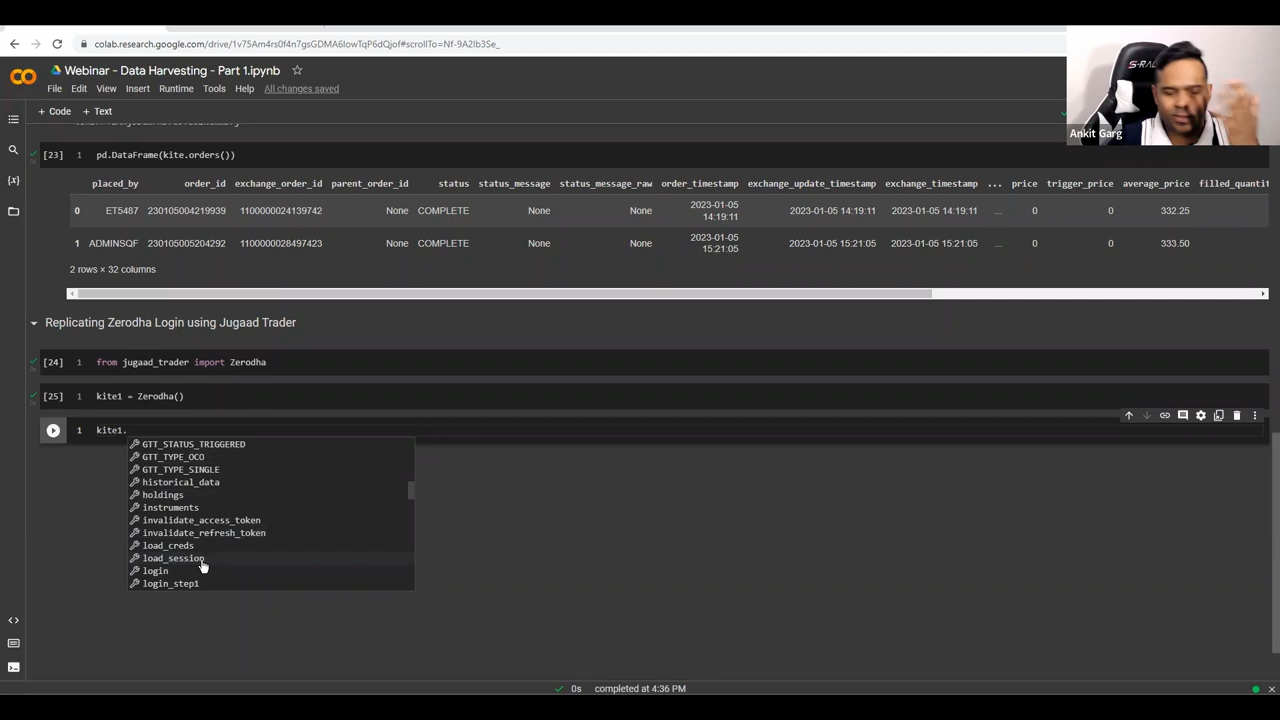 colab.research.google.com/drive/1v75Am4rs0f4n7gsGDMA6IowTqP6dQjof#scrollTo=Nf-9A2Ib3Se_
S-RACER
Ankit Garg
Webinar - Data Harvesting - Part 1.ipynb
File Edit View Insert Runtime Tools Help All changes saved
+ Code + Text
[23] 1 pd.DataFrame(kite.orders())
placed_by order_id exchange_order_id parent_order_id status status_message status_message_raw order_timestamp exchange_update_timestamp exchange_timestamp ... price trigger_price average_price filled_quantit
0 ET5487 230105004219939 1100000024139742 None COMPLETE None None 2023-01-05 14:19:11 2023-01-05 14:19:11 2023-01-05 14:19:11 ... 0 0 332.25
1 ADMINSQF 230105005204292 1100000028497423 None COMPLETE None None 2023-01-05 15:21:05 2023-01-05 15:21:05 2023-01-05 15:21:05 ... 0 0 333.50
2 rows × 32 columns
Replicating Zerodha Login using Jugaad Trader
[24] 1 from jugaad_trader import Zerodha
[25] 1 kite1 = Zerodha()
1 kite1.
GTT_STATUS_TRIGGERED
GTT_TYPE_OCO
GTT_TYPE_SINGLE
historical_data
holdings
instruments
invalidate_access_token
invalidate_refresh_token
load_creds
load_session
login
login_step1
0s completed at 4:36 PM